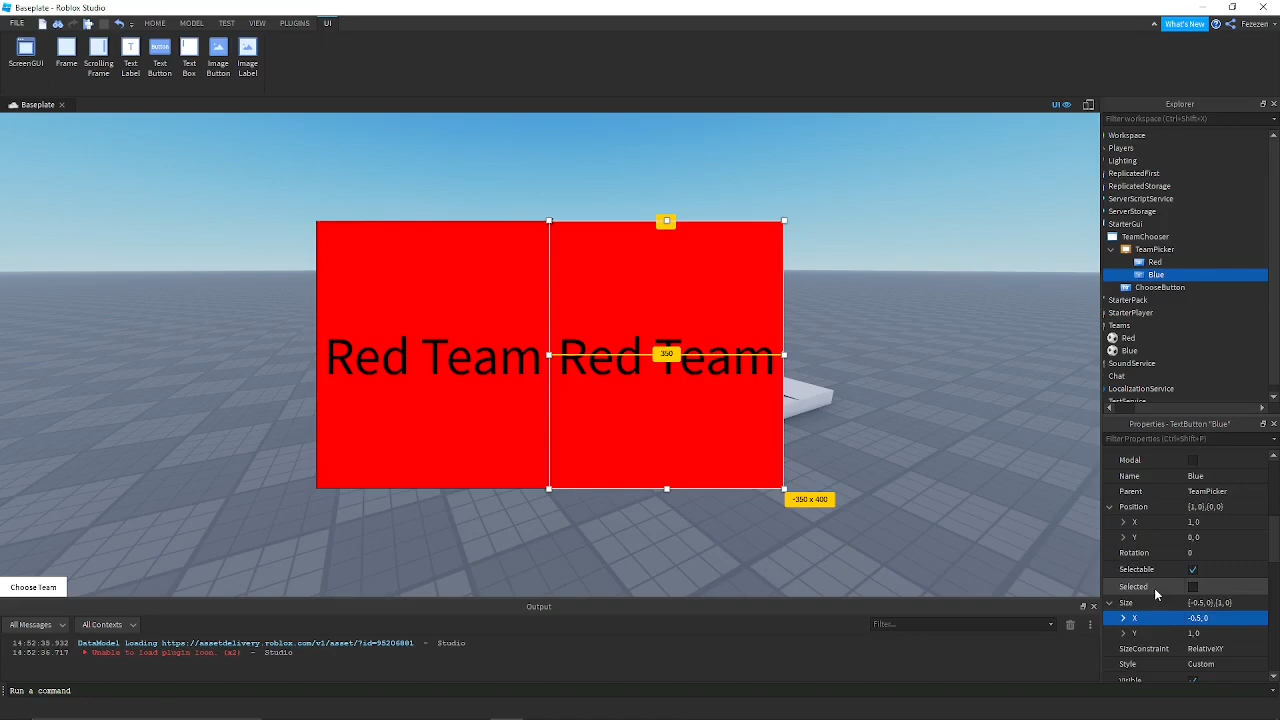 Baseplate - Roblox Studio
FILE HOME MODEL TEST VIEW PLUGINS UI What's New Fezezen
ScreenGUI Frame Scrolling Frame Text Label Text Button Text Box Image Button Image Label
Button
Baseplate UI
Explorer
Filter workspace (Ctrl+Shift+X)
Workspace
Players
Lighting
ReplicatedFirst
ReplicatedStorage
ServerScriptService
ServerStorage
StarterGui
TeamChooser
TeamPicker
Red
Blue
ChooseButton
StarterPack
StarterPlayer
Teams
Red
Blue
SoundService
Chat
LocalizationService
TestService
Red Team Red Team
350
-350 x 400
Choose Team
Properties - TextButton "Blue"
Filter Properties (Ctrl+Shift+P)
Modal
Name Blue
Parent TeamPicker
Position {1, 0},{0, 0}
X 1, 0
Y 0, 0
Rotation 0
Selectable
Selected
Size {-0.5, 0},{1, 0}
X -0.5, 0
Y 1, 0
SizeConstraint RelativeXY
Style Custom
Visible
Output
All Messages All Contexts Filter...
14:52:35.932 DataModel Loading https://assetdelivery.roblox.com/v1/asset/?id=95206881 - Studio
14:52:36.717 Unable to load plugin icon. (x2) - Studio
Run a command